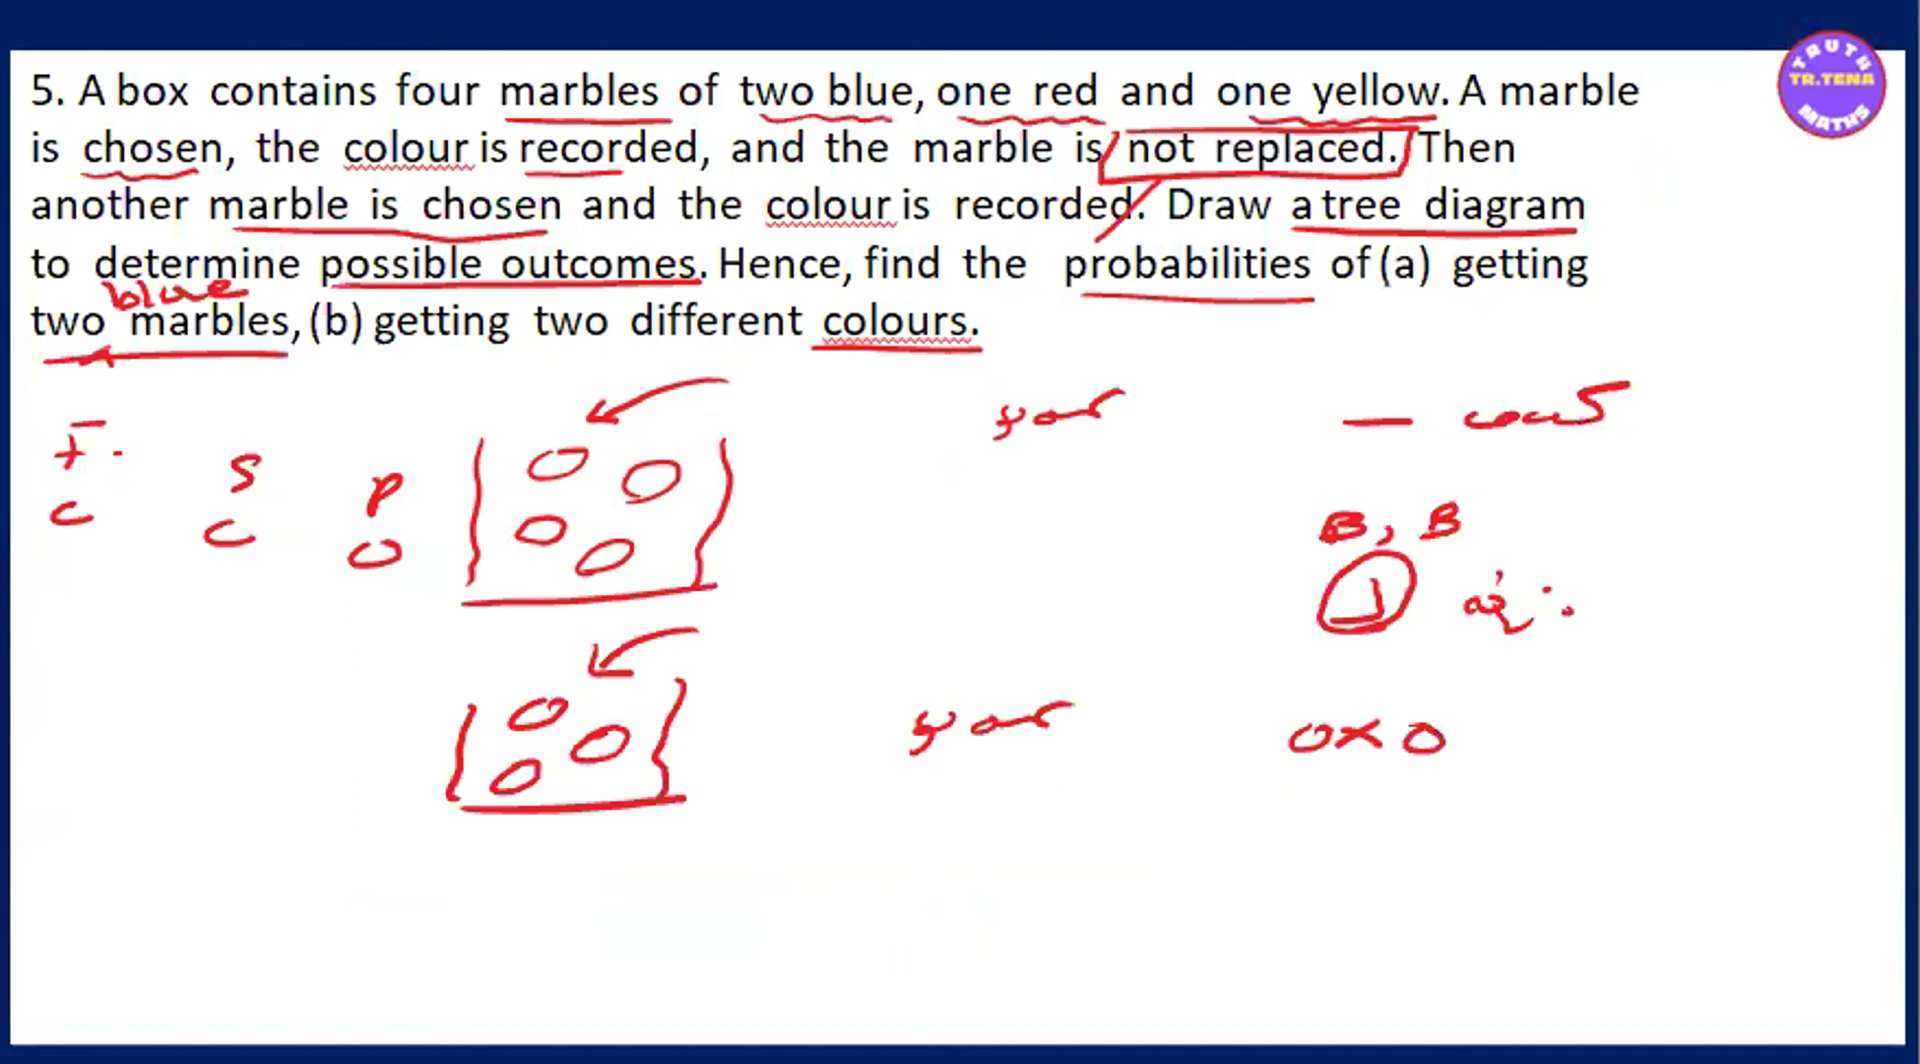 TRUTH
TR.TENA
MATHS
5. A box contains four marbles of two blue, one red and one yellow. A marble
is chosen, the colour is recorded, and the marble is not replaced. Then
another marble is chosen and the colour is recorded. Draw a tree diagram
to determine possible outcomes. Hence, find the probabilities of (a) getting
blue
two marbles, (b) getting two different colours.
F.
C
S
C
P
O
B, B
1